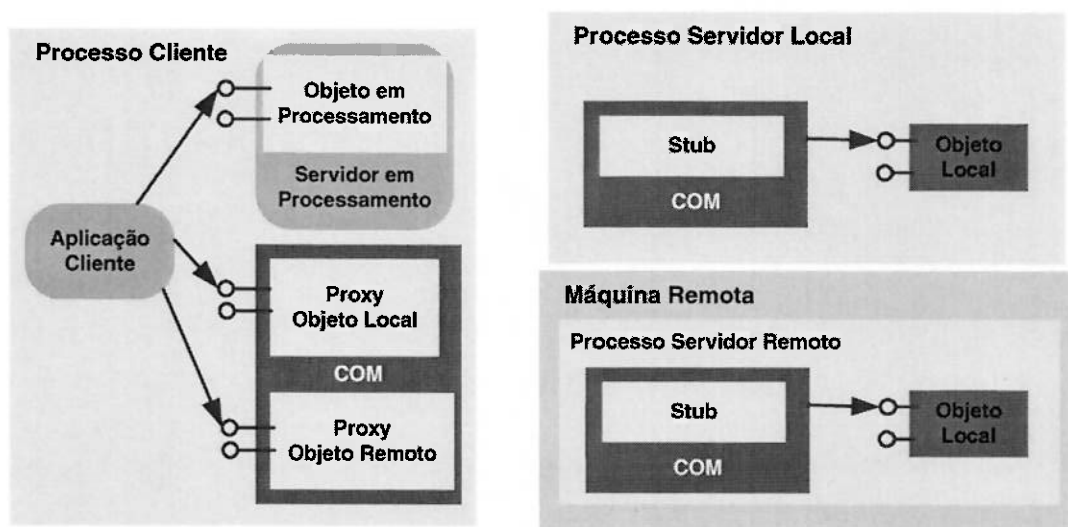 Processo Cliente
Objeto em
Processamento
Servidor em
Processamento
Aplicação
Cliente
Proxy
Objeto Local
COM
Proxy
Objeto Remoto
Processo Servidor Local
Stub
COM
Objeto
Local
Máquina Remota
Processo Servidor Remoto
Stub
COM
Objeto
Local